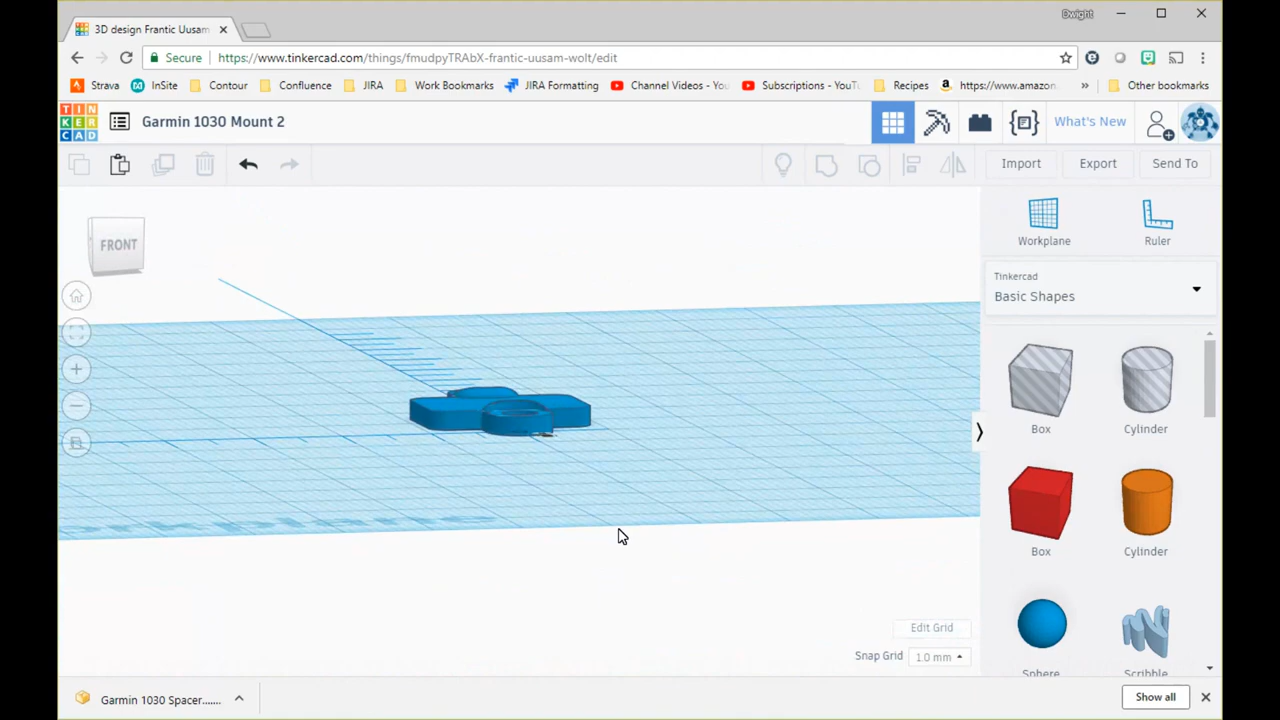 Dwight
3D design Frantic Uusam
Secure
https://www.tinkercad.com/things/fmudpyTRAbX-frantic-uusam-wolt/edit
Strava InSite Contour Confluence JIRA Work Bookmarks JIRA Formatting Channel Videos - You Subscriptions - YouTu Recipes https://www.amazon. » Other bookmarks
TIN
KER
CAD
Garmin 1030 Mount 2
What's New
Import Export Send To
FRONT
Workplane Ruler
Tinkercad
Basic Shapes
Box Cylinder
Box Cylinder
Sphere Scribble
Edit Grid
Snap Grid 1.0 mm
Garmin 1030 Spacer.......
Show all